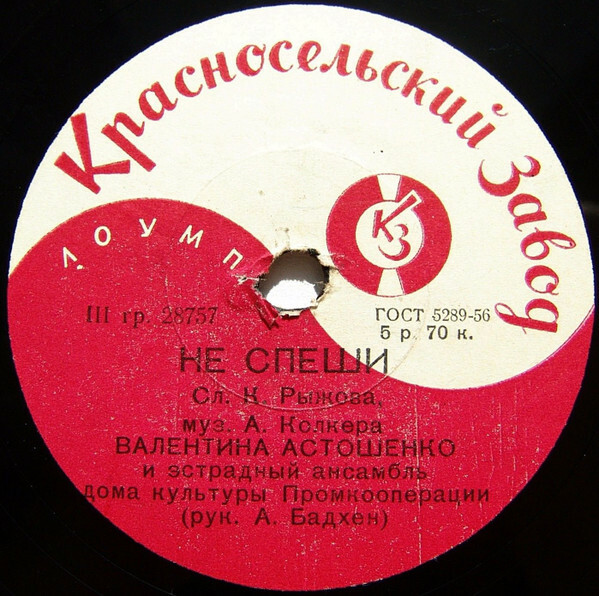 Красносельский Завод
ЛОУМП
КЗ
III гр. 28757
ГОСТ 5289-56
5 р. 70 к.
НЕ СПЕШИ
Сл. К. Рыжова,
муз. А. Колкера
ВАЛЕНТИНА АСТОШЕНКО
и эстрадный ансамбль
дома культуры Промкооперации
(рук. А. Бадхен)